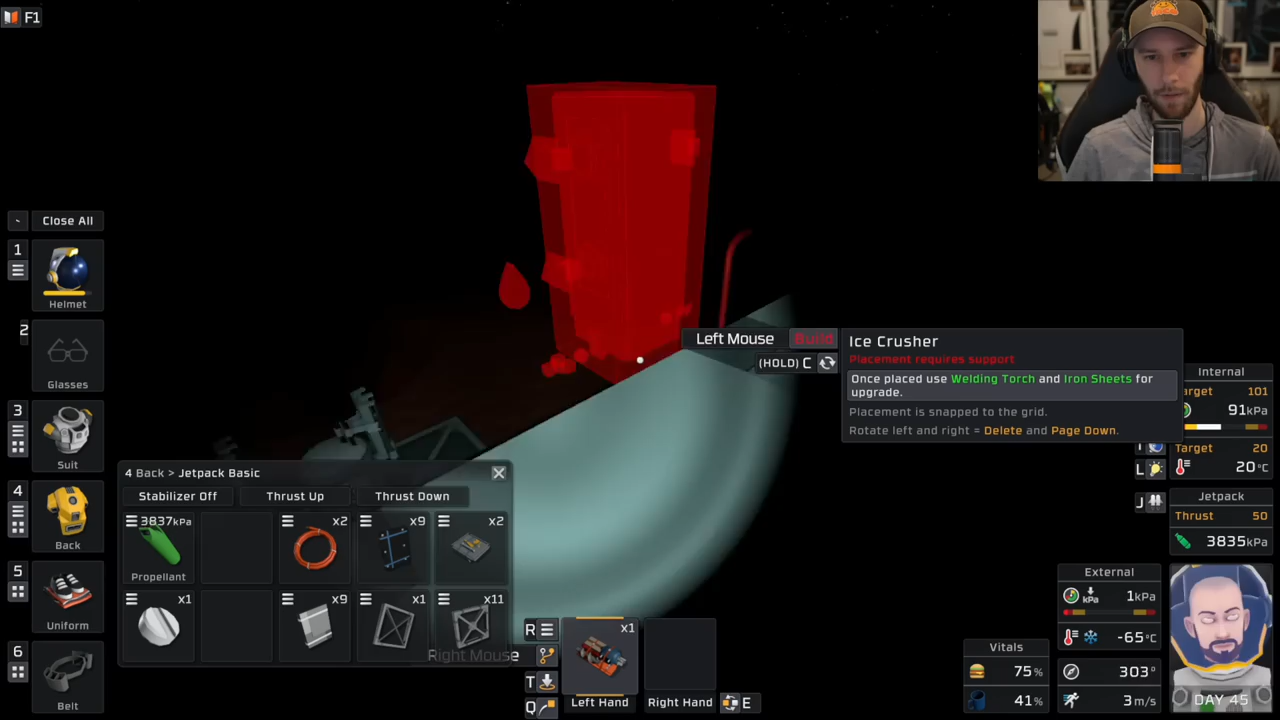 F1
~ Close All
1
Helmet
2
Glasses
3
Suit
4
Back
5
Uniform
6
Belt
Left Mouse Build
(HOLD) C
Ice Crusher
Placement requires support
Once placed use Welding Torch and Iron Sheets for
upgrade.
Placement is snapped to the grid.
Rotate left and right = Delete and Page Down.
Internal
arget 101
91kPa
Target 20
L 20°C
J Jetpack
Thrust 50
3835kPa
4 Back > Jetpack Basic
Stabilizer Off Thrust Up Thrust Down
3837kPa x2 x9 x2
Propellant
x1 x9 x1 x11
Right Mouse
R x1
T
Q Left Hand Right Hand E
External
kPa 1kPa
-65°C
303°
3m/s
Vitals
75%
41%
DAY 45